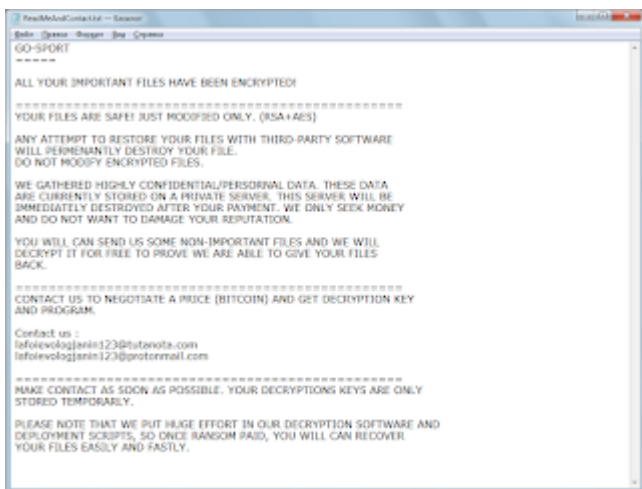 ReadMeAndContact.txt — Блокнот
Файл Правка Формат Вид Справка
GO-SPORT
-----
ALL YOUR IMPORTANT FILES HAVE BEEN ENCRYPTED!
================================================
YOUR FILES ARE SAFE! JUST MODIFIED ONLY. (RSA+AES)
ANY ATTEMPT TO RESTORE YOUR FILES WITH THIRD-PARTY SOFTWARE
WILL PERMENANTLY DESTROY YOUR FILE.
DO NOT MODIFY ENCRYPTED FILES.
WE GATHERED HIGHLY CONFIDENTIAL/PERSORNAL DATA. THESE DATA
ARE CURRENTLY STORED ON A PRIVATE SERVER. THIS SERVER WILL BE
IMMEDIATELY DESTROYED AFTER YOUR PAYMENT. WE ONLY SEEK MONEY
AND DO NOT WANT TO DAMAGE YOUR REPUTATION.
YOU WILL CAN SEND US SOME NON-IMPORTANT FILES AND WE WILL
DECRYPT IT FOR FREE TO PROVE WE ARE ABLE TO GIVE YOUR FILES
BACK.
================================================
CONTACT US TO NEGOTIATE A PRICE (BITCOIN) AND GET DECRYPTION KEY
AND PROGRAM.
Contact us :
lafoievologjanin123@tutanota.com
lafoievologjanin123@protonmail.com
================================================
MAKE CONTACT AS SOON AS POSSIBLE. YOUR DECRYPTIONS KEYS ARE ONLY
STORED TEMPORARLY.
PLEASE NOTE THAT WE PUT HUGE EFFORT IN OUR DECRYPTION SOFTWARE AND
DEPLOYMENT SCRIPTS, SO ONCE RANSOM PAID, YOU WILL CAN RECOVER
YOUR FILES EASILY AND FASTLY.